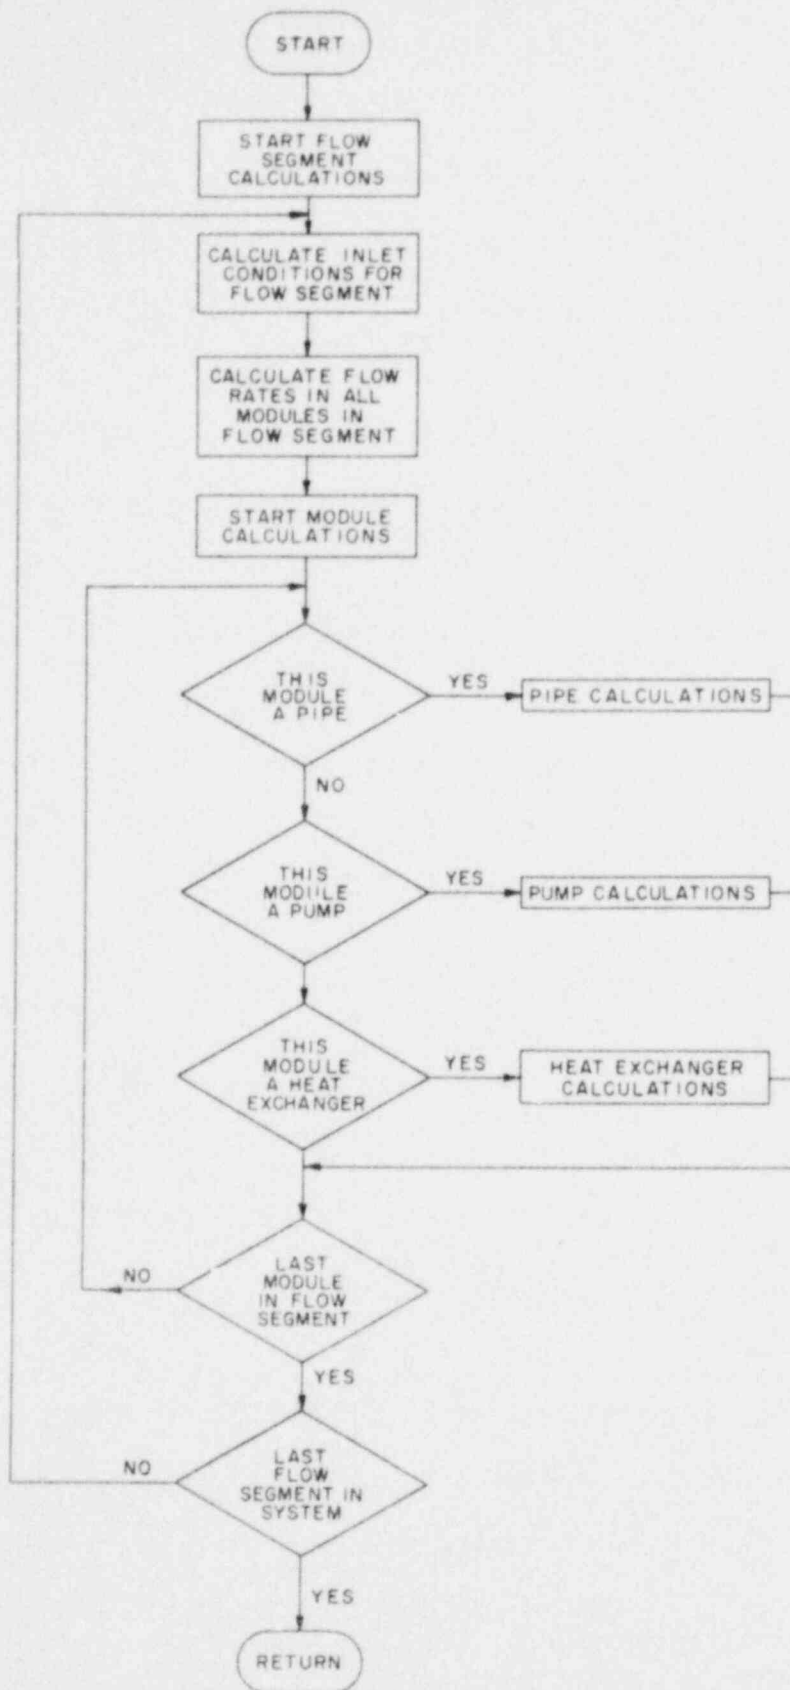 START
START FLOW
SEGMENT
CALCULATIONS
CALCULATE INLET
CONDITIONS FOR
FLOW SEGMENT
CALCULATE FLOW
RATES IN ALL
MODULES IN
FLOW SEGMENT
START MODULE
CALCULATIONS
THIS
MODULE
A PIPE
YES
PIPE CALCULATIONS
NO
THIS
MODULE
A PUMP
YES
PUMP CALCULATIONS
THIS
MODULE
A HEAT
EXCHANGER
YES
HEAT EXCHANGER
CALCULATIONS
LAST
MODULE
IN FLOW
SEGMENT
NO
YES
LAST
FLOW
SEGMENT IN
SYSTEM
NO
YES
RETURN